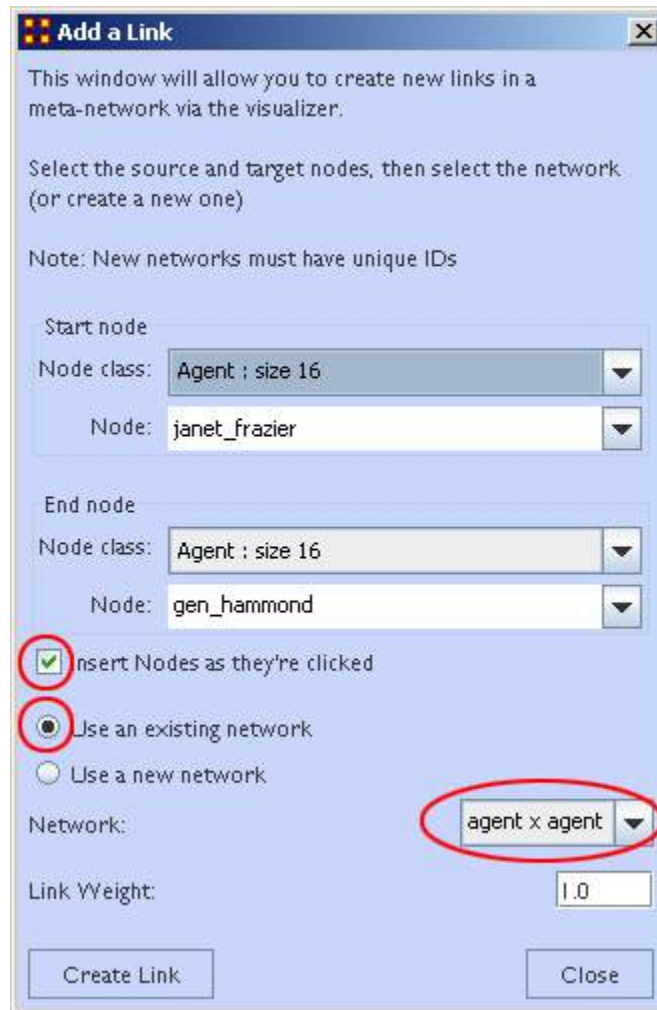 Add a Link
This window will allow you to create new links in a
meta-network via the visualizer.
Select the source and target nodes, then select the network
(or create a new one)
Note: New networks must have unique IDs
Start node
Node class: Agent : size 16
Node: janet_frazier
End node
Node class: Agent : size 16
Node: gen_hammond
Insert Nodes as they're clicked
Use an existing network
Use a new network
Network: agent x agent
Link Weight: 1.0
Create Link Close